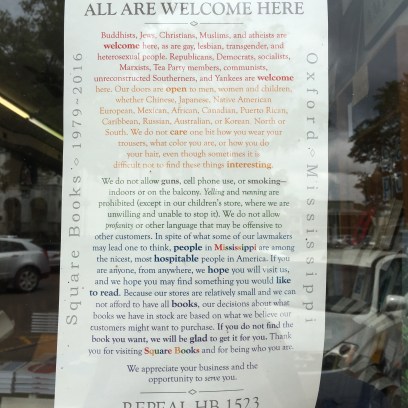 ALL ARE WELCOME HERE
Buddhists, Jews, Christians, Muslims, and atheists are
welcome here, as are gay, lesbian, transgender, and
heterosexual people. Republicans, Democrats, socialists,
Marxists, Tea Party members, communists,
unreconstructed Southerners, and Yankees are welcome
here. Our doors are open to men, women and children,
whether Chinese, Japanese, Native American
European, Mexican, African, Canadian, Puerto Rican,
Caribbean, Russian, Australian, or Korean. North or
South. We do not care one bit how you wear your
trousers, what color you are, or how you do
your hair, even though sometimes it is
difficult not to find these things interesting.
We do not allow guns, cell phone use, or smoking—
indoors or on the balcony. Yelling and running are
prohibited (except in our children's store, where we are
unwilling and unable to stop it). We do not allow
profanity or other language that may be offensive to
other customers. In spite of what some of our lawmakers
may lead one to think, people in Mississippi are among
the nicest, most hospitable people in America. If you
are anyone, from anywhere, we hope you will visit us,
and we hope you may find something you would like
to read. Because our stores are relatively small and we can
not afford to have all books, our decisions about what
books we have in stock are based on what we believe our
customers might want to purchase. If you do not find the
book you want, we will be glad to get it for you. Thank
you for visiting Square Books and for being who you are.
We appreciate your business and the
opportunity to serve you.
REPEAL HB 1523
Square Books 1979-2016
Oxford Mississippi